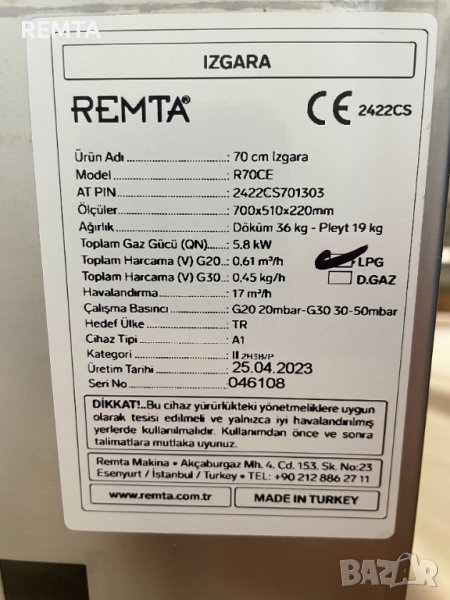 REMTA
IZGARA
REMTA®
CE 2422CS
Ürün Adı : 70 cm Izgara
Model : R70CE
AT PIN : 2422CS701303
Ölçüler : 700x510x220mm
Ağırlık : Döküm 36 kg - Pleyt 19 kg
Toplam Gaz Gücü (QN) : 5.8 kW
Toplam Harcama (V) G20 : 0.61 m³/h
LPG
Toplam Harcama (V) G30 : 0,45 kg/h
D.GAZ
Havalandırma : 17 m³/h
Çalışma Basıncı : G20 20mbar-G30 30-50mbar
Hedef Ülke : TR
Cihaz Tipi : A1
Kategori : II 2H3B/P
Üretim Tarihi : 25.04.2023
Seri No : 046108
DİKKAT!..Bu cihaz yürürlükteki yönetmeliklere uygun
olarak tesisi edilmeli ve yalnızca iyi havalandırılmış
yerlerde kullanılmalıdır. Kullanımdan önce ve sonra
talimatlara mutlaka uyunuz.
Remta Makina • Akçaburgaz Mh. 4. Cd. 153. Sk. No:23
Esenyurt / İstanbul / Turkey • TEL: +90 212 886 27 11
www.remta.com.tr
MADE IN TURKEY
BAZAR